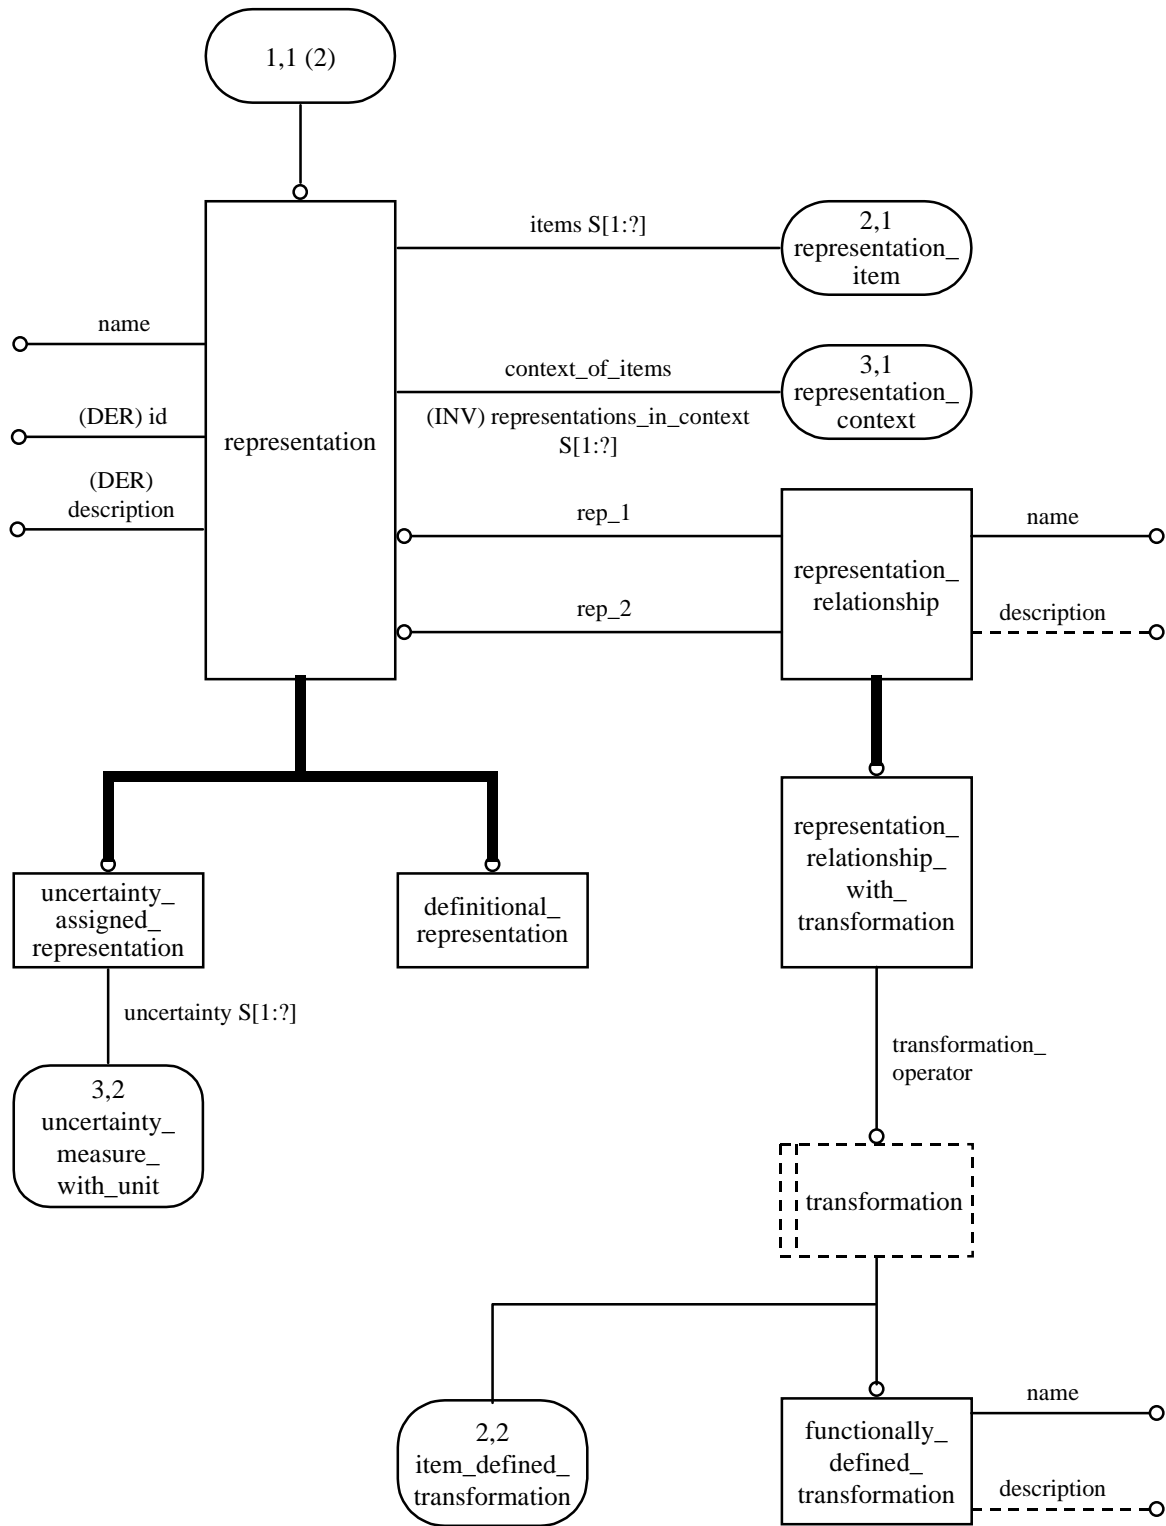 1,1 (2)
items S[1:?]
2,1
representation_
item
name
context_of_items
3,1
representation_
context
(DER) id
(INV) representations_in_context
S[1:?]
representation
(DER)
description
rep_1
name
representation_
relationship
rep_2
description
uncertainty_
assigned_
representation
definitional_
representation
representation_
relationship_
with_
transformation
uncertainty S[1:?]
transformation_
operator
3,2
uncertainty_
measure_
with_unit
transformation
name
2,2
item_defined_
transformation
functionally_
defined_
transformation
description